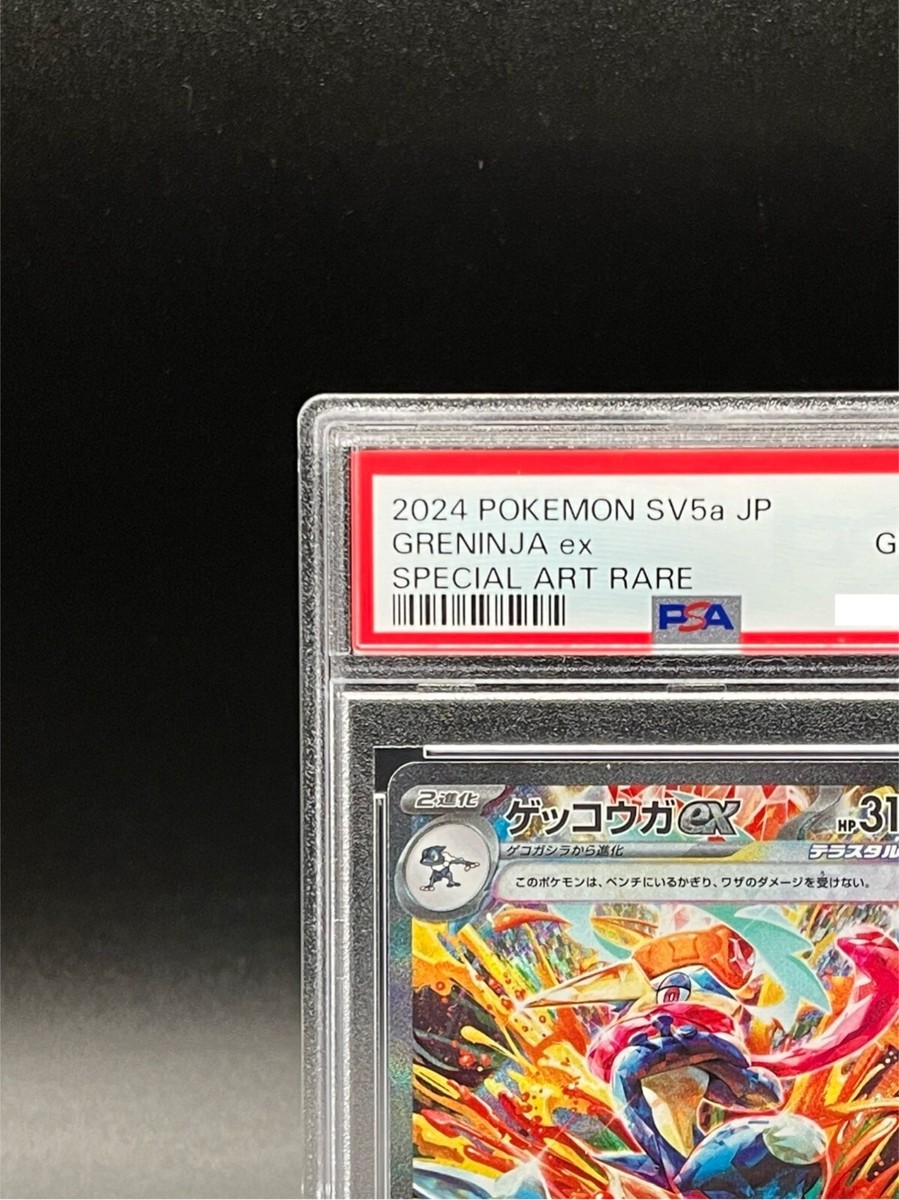 2024 POKEMON SV5a JP
GRENINJA ex
G
SPECIAL ART RARE
PSA
2進化
ゲッコウガex
HP31
ゲコガシラから進化
テラスタル
このポケモンは、ベンチにいるかぎり、ワザのダメージを受けない。